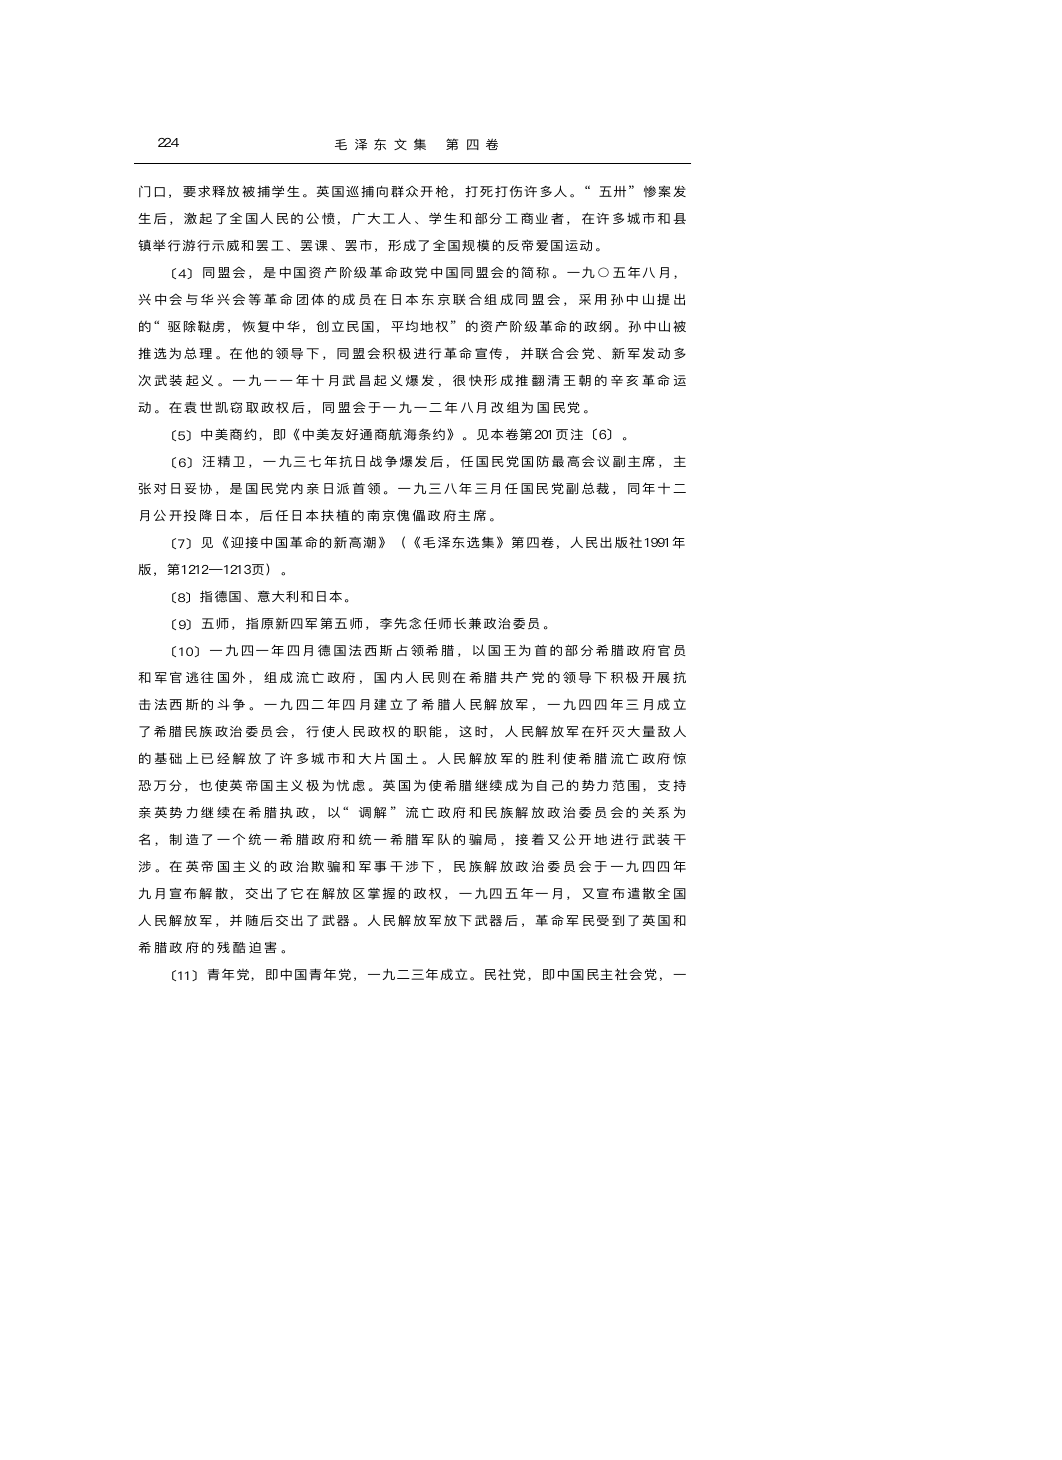 224
毛泽东文集 第四卷
门口，要求释放被捕学生。英国巡捕向群众开枪，打死打伤许多人。“五卅”惨案发
生后，激起了全国人民的公愤，广大工人、学生和部分工商业者，在许多城市和县
镇举行游行示威和罢工、罢课、罢市，形成了全国规模的反帝爱国运动。
〔4〕同盟会，是中国资产阶级革命政党中国同盟会的简称。一九〇五年八月，
兴中会与华兴会等革命团体的成员在日本东京联合组成同盟会，采用孙中山提出
的“驱除鞑虏，恢复中华，创立民国，平均地权”的资产阶级革命的政纲。孙中山被
推选为总理。在他的领导下，同盟会积极进行革命宣传，并联合会党、新军发动多
次武装起义。一九一一年十月武昌起义爆发，很快形成推翻清王朝的辛亥革命运
动。在袁世凯窃取政权后，同盟会于一九一二年八月改组为国民党。
〔5〕中美商约，即《中美友好通商航海条约》。见本卷第201页注〔6〕。
〔6〕汪精卫，一九三七年抗日战争爆发后，任国民党国防最高会议副主席，主
张对日妥协，是国民党内亲日派首领。一九三八年三月任国民党副总裁，同年十二
月公开投降日本，后任日本扶植的南京傀儡政府主席。
〔7〕见《迎接中国革命的新高潮》（《毛泽东选集》第四卷，人民出版社1991年
版，第1212—1213页）。
〔8〕指德国、意大利和日本。
〔9〕五师，指原新四军第五师，李先念任师长兼政治委员。
〔10〕一九四一年四月德国法西斯占领希腊，以国王为首的部分希腊政府官员
和军官逃往国外，组成流亡政府，国内人民则在希腊共产党的领导下积极开展抗
击法西斯的斗争。一九四二年四月建立了希腊人民解放军，一九四四年三月成立
了希腊民族政治委员会，行使人民政权的职能，这时，人民解放军在歼灭大量敌人
的基础上已经解放了许多城市和大片国土。人民解放军的胜利使希腊流亡政府惊
恐万分，也使英帝国主义极为忧虑。英国为使希腊继续成为自己的势力范围，支持
亲英势力继续在希腊执政，以“调解”流亡政府和民族解放政治委员会的关系为
名，制造了一个统一希腊政府和统一希腊军队的骗局，接着又公开地进行武装干
涉。在英帝国主义的政治欺骗和军事干涉下，民族解放政治委员会于一九四四年
九月宣布解散，交出了它在解放区掌握的政权，一九四五年一月，又宣布遣散全国
人民解放军，并随后交出了武器。人民解放军放下武器后，革命军民受到了英国和
希腊政府的残酷迫害。
〔11〕青年党，即中国青年党，一九二三年成立。民社党，即中国民主社会党，一